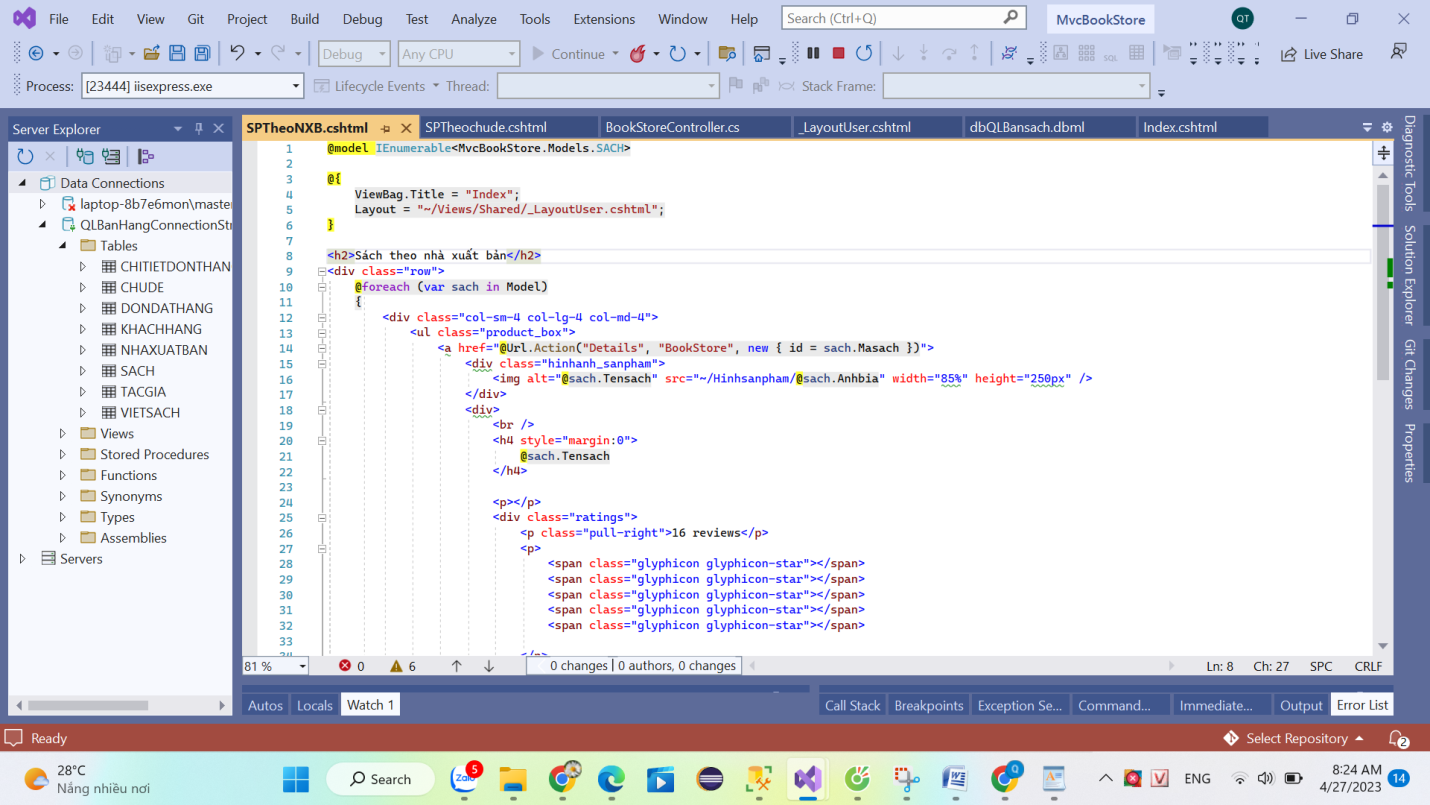 File Edit View Git Project Build Debug Test Analyze Tools Extensions Window Help Search (Ctrl+Q) MvcBookStore QT
Debug Any CPU Continue Live Share
Process: [23444] iisexpress.exe Lifecycle Events Thread: Stack Frame:
Server Explorer
Data Connections
laptop-8b7e6mon\master
QLBanHangConnectionStr
Tables
CHITIETDONTHANG
CHUDE
DONDATHANG
KHACHHANG
NHAXUATBAN
SACH
TACGIA
VIETSACH
Views
Stored Procedures
Functions
Synonyms
Types
Assemblies
Servers
SPTheoNXB.cshtml SPTheochude.cshtml BookStoreController.cs _LayoutUser.cshtml dbQLBansach.dbml Index.cshtml
1 @model IEnumerable<MvcBookStore.Models.SACH>
2
3 @{
4 ViewBag.Title = "Index";
5 Layout = "~/Views/Shared/_LayoutUser.cshtml";
6 }
7
8 <h2>Sách theo nhà xuất bản</h2>
9 <div class="row">
10 @foreach (var sach in Model)
11 {
12 <div class="col-sm-4 col-lg-4 col-md-4">
13 <ul class="product_box">
14 <a href="@Url.Action("Details", "BookStore", new { id = sach.Masach })">
15 <div class="hinhanh_sanpham">
16 <img alt="@sach.Tensach" src="~/Hinhsanpham/@sach.Anhbia" width="85%" height="250px" />
17 </div>
18 <div>
19 <br />
20 <h4 style="margin:0">
21 @sach.Tensach
22 </h4>
23
24 <p></p>
25 <div class="ratings">
26 <p class="pull-right">16 reviews</p>
27 <p>
28 <span class="glyphicon glyphicon-star"></span>
29 <span class="glyphicon glyphicon-star"></span>
30 <span class="glyphicon glyphicon-star"></span>
31 <span class="glyphicon glyphicon-star"></span>
32 <span class="glyphicon glyphicon-star"></span>
33
34 </p>
81 % 0 6 0 changes | 0 authors, 0 changes Ln: 8 Ch: 27 SPC CRLF
Diagnostic Tools
Solution Explorer
Git Changes
Properties
Autos Locals Watch 1 Call Stack Breakpoints Exception Se... Command... Immediate... Output Error List
Ready Select Repository 2
28°C
Nắng nhiều nơi
Search Zalo 5 Q ENG
8:24 AM
4/27/2023 14